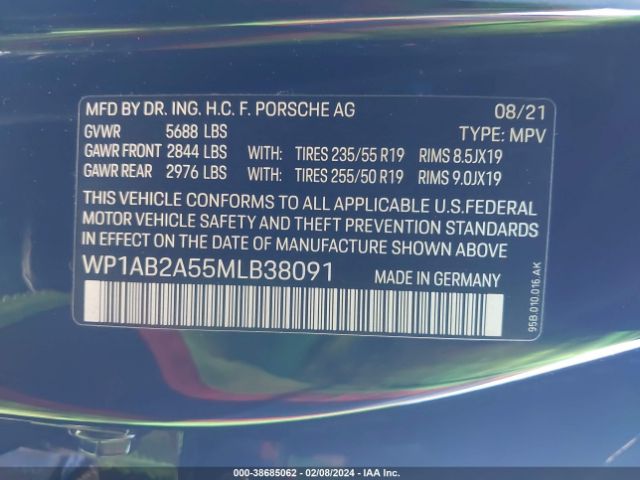 MFD BY DR. ING. H.C. F. PORSCHE AG 08/21
GVWR 5688 LBS TYPE: MPV
GAWR FRONT 2844 LBS WITH: TIRES 235/55 R19 RIMS 8.5JX19
GAWR REAR 2976 LBS WITH: TIRES 255/50 R19 RIMS 9.0JX19
THIS VEHICLE CONFORMS TO ALL APPLICABLE U.S.FEDERAL
MOTOR VEHICLE SAFETY AND THEFT PREVENTION STANDARDS
IN EFFECT ON THE DATE OF MANUFACTURE SHOWN ABOVE
WP1AB2A55MLB38091 MADE IN GERMANY
95B.010.016.AK
000-38685062 - 02/08/2024 - IAA Inc.